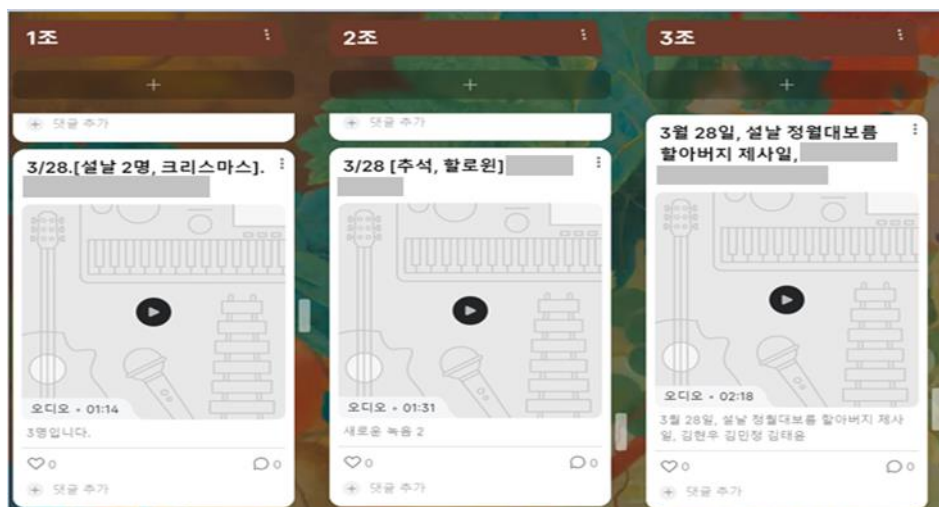 1조
+
댓글 추가
3/28.[설날 2명, 크리스마스].
오디오 • 01:14
3명입니다.
0
0
+ 댓글 추가
2조
+
댓글 추가
3/28 [추석, 할로윈]
오디오 • 01:31
새로운 녹음 2
0
0
+ 댓글 추가
3조
+
3월 28일, 설날 정월대보름
할아버지 제사일,
오디오 • 02:18
3월 28일, 설날 정월대보름 할아버지 제사
일, 김현우 김민정 김태윤
0
0
+ 댓글 추가